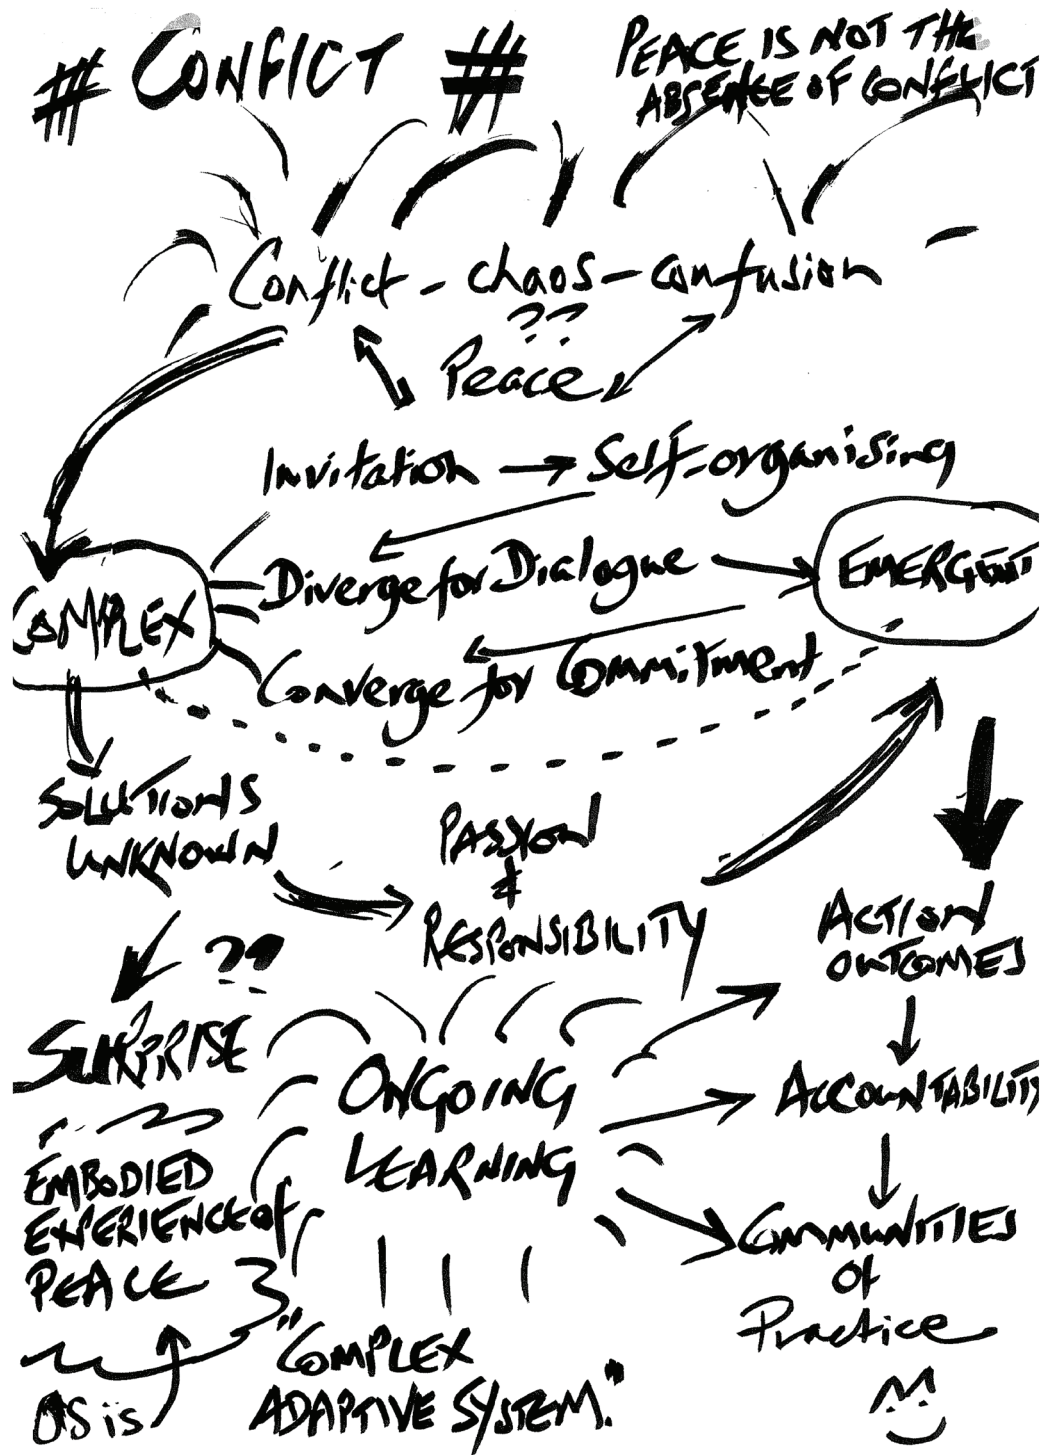 # CONFICT #
PEACE IS NOT THE
ABSENCE OF CONFLICT
Conflict - chaos - confusion
??
Peace
Invitation → Self-organising
Diverge for Dialogue
EMERGENT
COMPLEX
Converge for Commitment
SOLUTIONS
UNKNOWN
PASSION
&
RESPONSIBILITY
ACTION
OUTCOMES
??
SURPRISE
ONGOING
LEARNING
ACCOUNTABILITY
EMBODIED
EXPERIENCE of
PEACE
COMMUNITIES
of
Practice
"COMPLEX
ADAPTIVE SYSTEM."
OS is